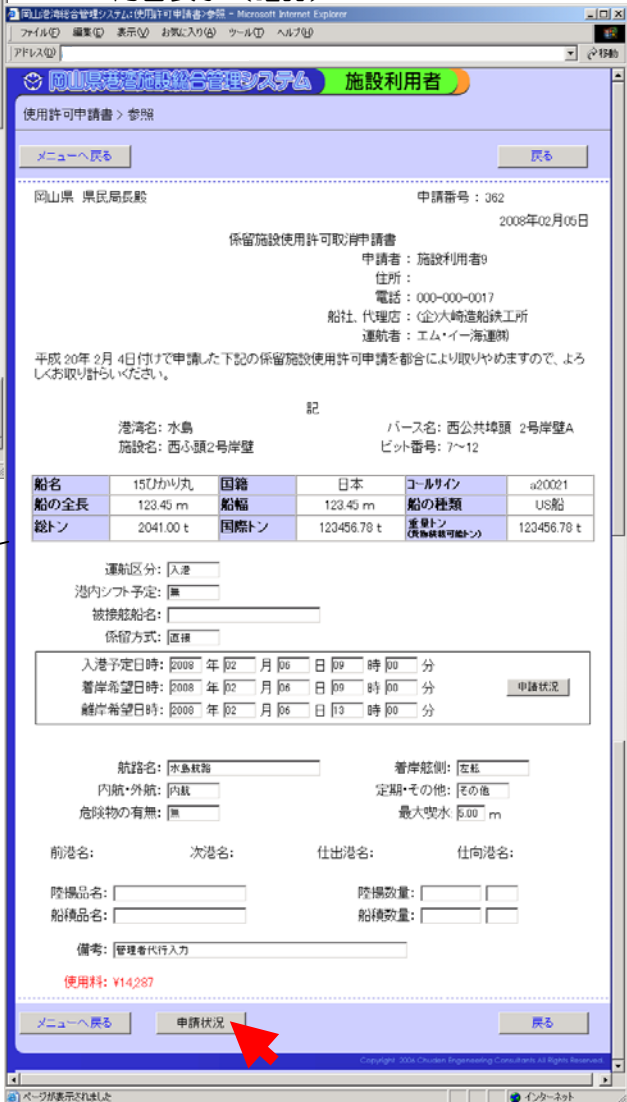 岡山港湾総合管理システム:使用許可申請書>参照 - Microsoft Internet Explorer
ファイル(F) 編集(E) 表示(V) お気に入り(A) ツール(T) ヘルプ(H)
アドレス(D) 移動
岡山県港湾施設総合管理システム 施設利用者
使用許可申請書 > 参照
メニューへ戻る 戻る
岡山県 県民局長殿 申請番号 : 362
2008年02月05日
係留施設使用許可取消申請書
申請者 : 施設利用者9
住所 :
電話 : 000-000-0017
船社、代理店 : (企)大崎造船鉄工所
運航者 : エム・イー海運㈱
平成 20年 2月 4日付けで申請した下記の係留施設使用許可申請を都合により取りやめますので、よろ
しくお取り計らいください。
記
港湾名: 水島 バース名: 西公共埠頭 2号岸壁A
施設名: 西ふ頭2号岸壁 ビット番号: 7~12
船名 15ひかり丸 国籍 日本 コールサイン a20021
船の全長 123.45 m 船幅 123.45 m 船の種類 US船
総トン 2041.00 t 国際トン 123456.78 t 重量トン (貨物積載可能トン) 123456.78 t
運航区分: 入港
港内シフト予定: 無
被接舷船名:
係留方式: 直接
入港予定日時: 2008 年 02 月 06 日 09 時 00 分
着岸希望日時: 2008 年 02 月 06 日 09 時 00 分 申請状況
離岸希望日時: 2008 年 02 月 06 日 13 時 00 分
航路名: 水島航路 着岸舷側: 左舷
内航・外航: 内航 定期・その他: その他
危険物の有無: 無 最大喫水: 5.00 m
前港名: 次港名: 仕出港名: 仕向港名:
陸揚品名: 陸揚数量:
船積品名: 船積数量:
備考: 管理者代行入力
使用料: ¥14,287
メニューへ戻る 申請状況 戻る
Copyright 2006 Chuden Engineering Consultants All Rights Reserved.
ページが表示されました インターネット